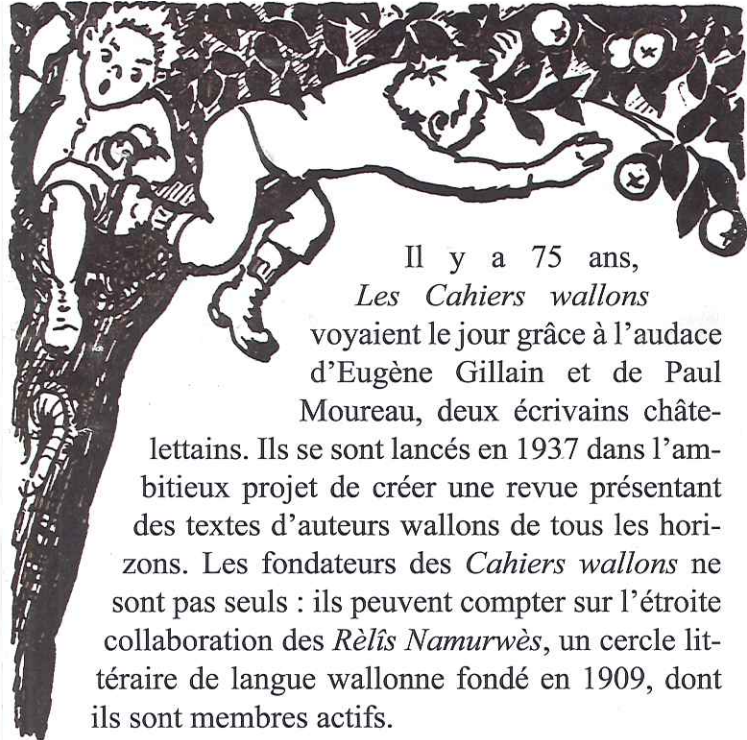 Il y a 75 ans,
Les Cahiers wallons
voyaient le jour grâce à l’audace
d’Eugène Gillain et de Paul
Moureau, deux écrivains châte-
lettains. Ils se sont lancés en 1937 dans l’am-
bitieux projet de créer une revue présentant
des textes d’auteurs wallons de tous les hori-
zons. Les fondateurs des Cahiers wallons ne
sont pas seuls : ils peuvent compter sur l’étroite
collaboration des Rèlîs Namurwès, un cercle lit-
téraire de langue wallonne fondé en 1909, dont
ils sont membres actifs.